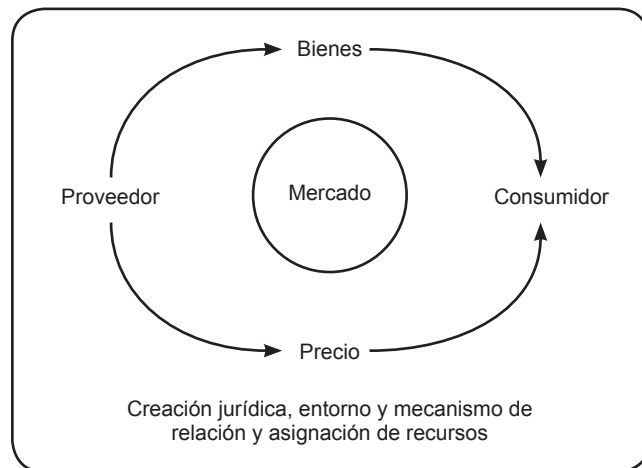 Bienes
Proveedor
Mercado
Consumidor
Precio
Creación jurídica, entorno y mecanismo de
relación y asignación de recursos